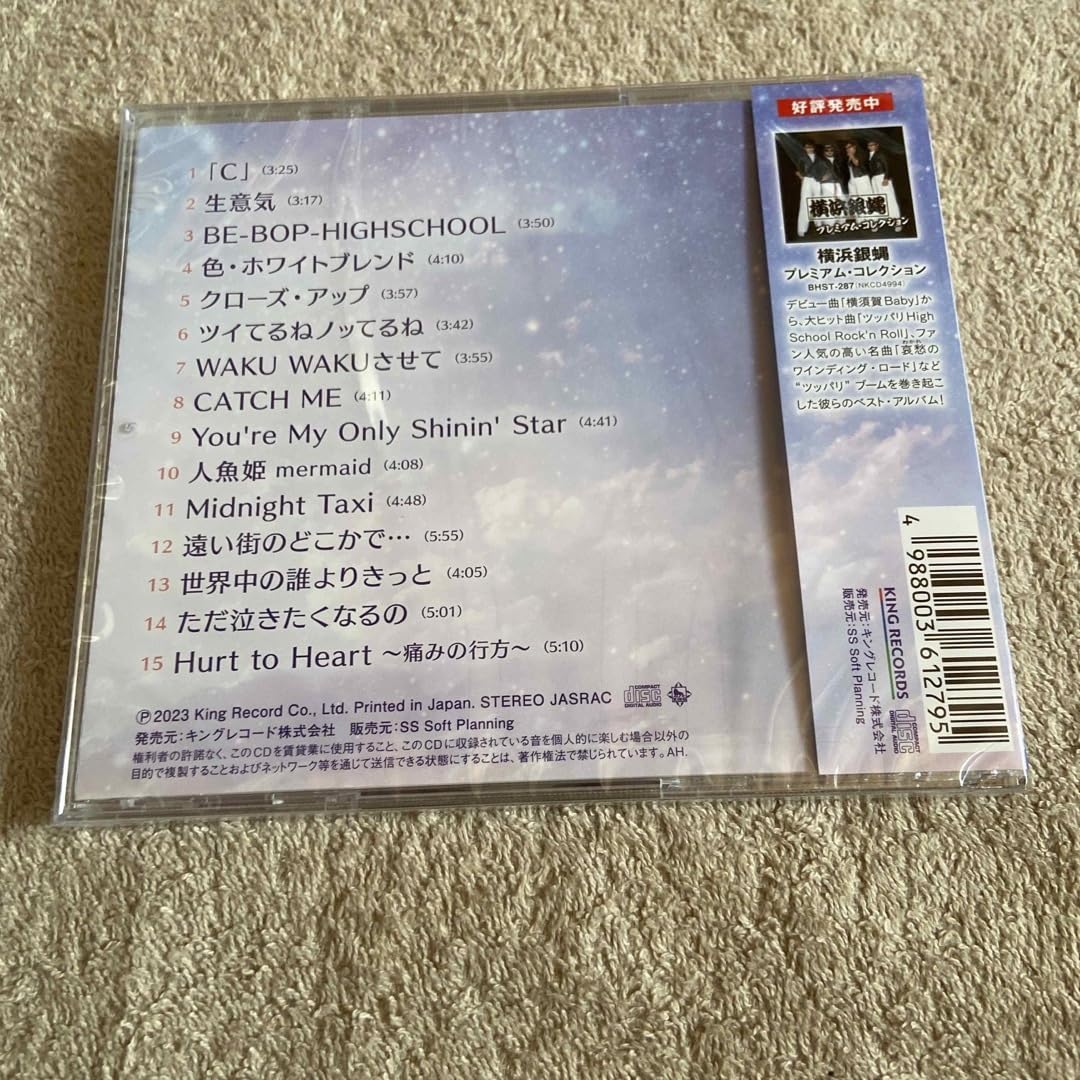 1 「C」 (3:25)
2 生意気 (3:17)
3 BE-BOP-HIGHSCHOOL (3:50)
4 色・ホワイトブレンド (4:10)
5 クローズ・アップ (3:57)
6 ツイてるねノッてるね (3:42)
7 WAKU WAKUさせて (3:55)
8 CATCH ME (4:11)
9 You're My Only Shinin' Star (4:41)
10 人魚姫 mermaid (4:08)
11 Midnight Taxi (4:48)
12 遠い街のどこかで… (5:55)
13 世界中の誰よりきっと (4:05)
14 ただ泣きたくなるの (5:01)
15 Hurt to Heart 〜痛みの行方〜 (5:10)
Ⓟ2023 King Record Co., Ltd. Printed in Japan. STEREO JASRAC COMPACT disc DIGITAL AUDIO
発売元：キングレコード株式会社 販売元：SS Soft Planning
権利者の許諾なく、このCDを賃貸業に使用すること、このCDに収録されている音を個人的に楽しむ場合以外の
目的で複製することおよびネットワーク等を通じて送信できる状態にすることは、著作権法で禁じられています。AH.
好評発売中
横浜銀蝿
プレミアム・コレクション
横浜銀蝿
プレミアム・コレクション
BHST-287(NKCD4994)
デビュー曲「横須賀Baby」か
ら、大ヒット曲「ツッパリHigh
School Rock'n Roll」、ファ
ン人気の高い名曲「哀愁の
わかれ
ワインディング・ロード」など
"ツッパリ" ブームを巻き起こ
した彼らのベスト・アルバム！
4 988003 612795
KING RECORDS COMPACT disc DIGITAL AUDIO
発売元：キングレコード株式会社
販売元：SS Soft Planning